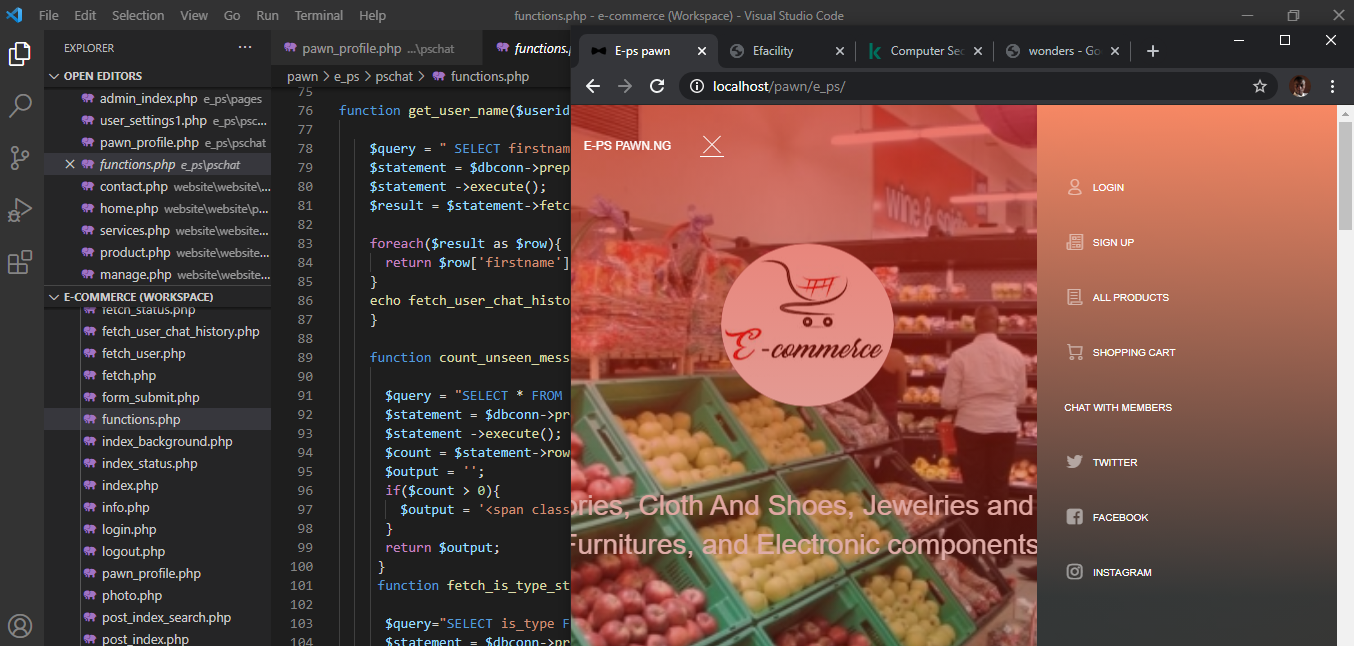 File Edit Selection View Go Run Terminal Help
functions.php - e-commerce (Workspace) - Visual Studio Code
EXPLORER
OPEN EDITORS
admin_index.php e_ps\pages
user_settings1.php e_ps\psc...
pawn_profile.php e_ps\pschat
functions.php e_ps\pschat
contact.php website\website\...
home.php website\website\p...
services.php website\website...
product.php website\website...
manage.php website\website...
E-COMMERCE (WORKSPACE)
fetch_status.php
fetch_user_chat_history.php
fetch_user.php
fetch.php
form_submit.php
functions.php
index_background.php
index_status.php
index.php
info.php
login.php
logout.php
pawn_profile.php
photo.php
post_index_search.php
post_index.php
pawn_profile.php ...\pschat
functions.p
pawn > e_ps > pschat > functions.php
75
76 function get_user_name($userid
77
78 $query = " SELECT firstnam
79 $statement = $dbconn->prep
80 $statement ->execute();
81 $result = $statement->fetc
82
83 foreach($result as $row){
84 return $row['firstname']
85 }
86 echo fetch_user_chat_histo
87 }
88
89 function count_unseen_mess
90
91 $query = "SELECT * FROM
92 $statement = $dbconn->pr
93 $statement ->execute();
94 $count = $statement->row
95 $output = '';
96 if($count > 0){
97 $output = '<span class
98 }
99 return $output;
100 }
101 function fetch_is_type_st
102
103 $query="SELECT is_type F
104 $statement = $dbconn->pr
E-ps pawn
Efacility
Computer Sec
wonders - Go
localhost/pawn/e_ps/
E-PS PAWN.NG
wine & spir
E-commerce
ories, Cloth And Shoes, Jewelries and
Furnitures, and Electronic components
LOGIN
SIGN UP
ALL PRODUCTS
SHOPPING CART
CHAT WITH MEMBERS
TWITTER
FACEBOOK
INSTAGRAM